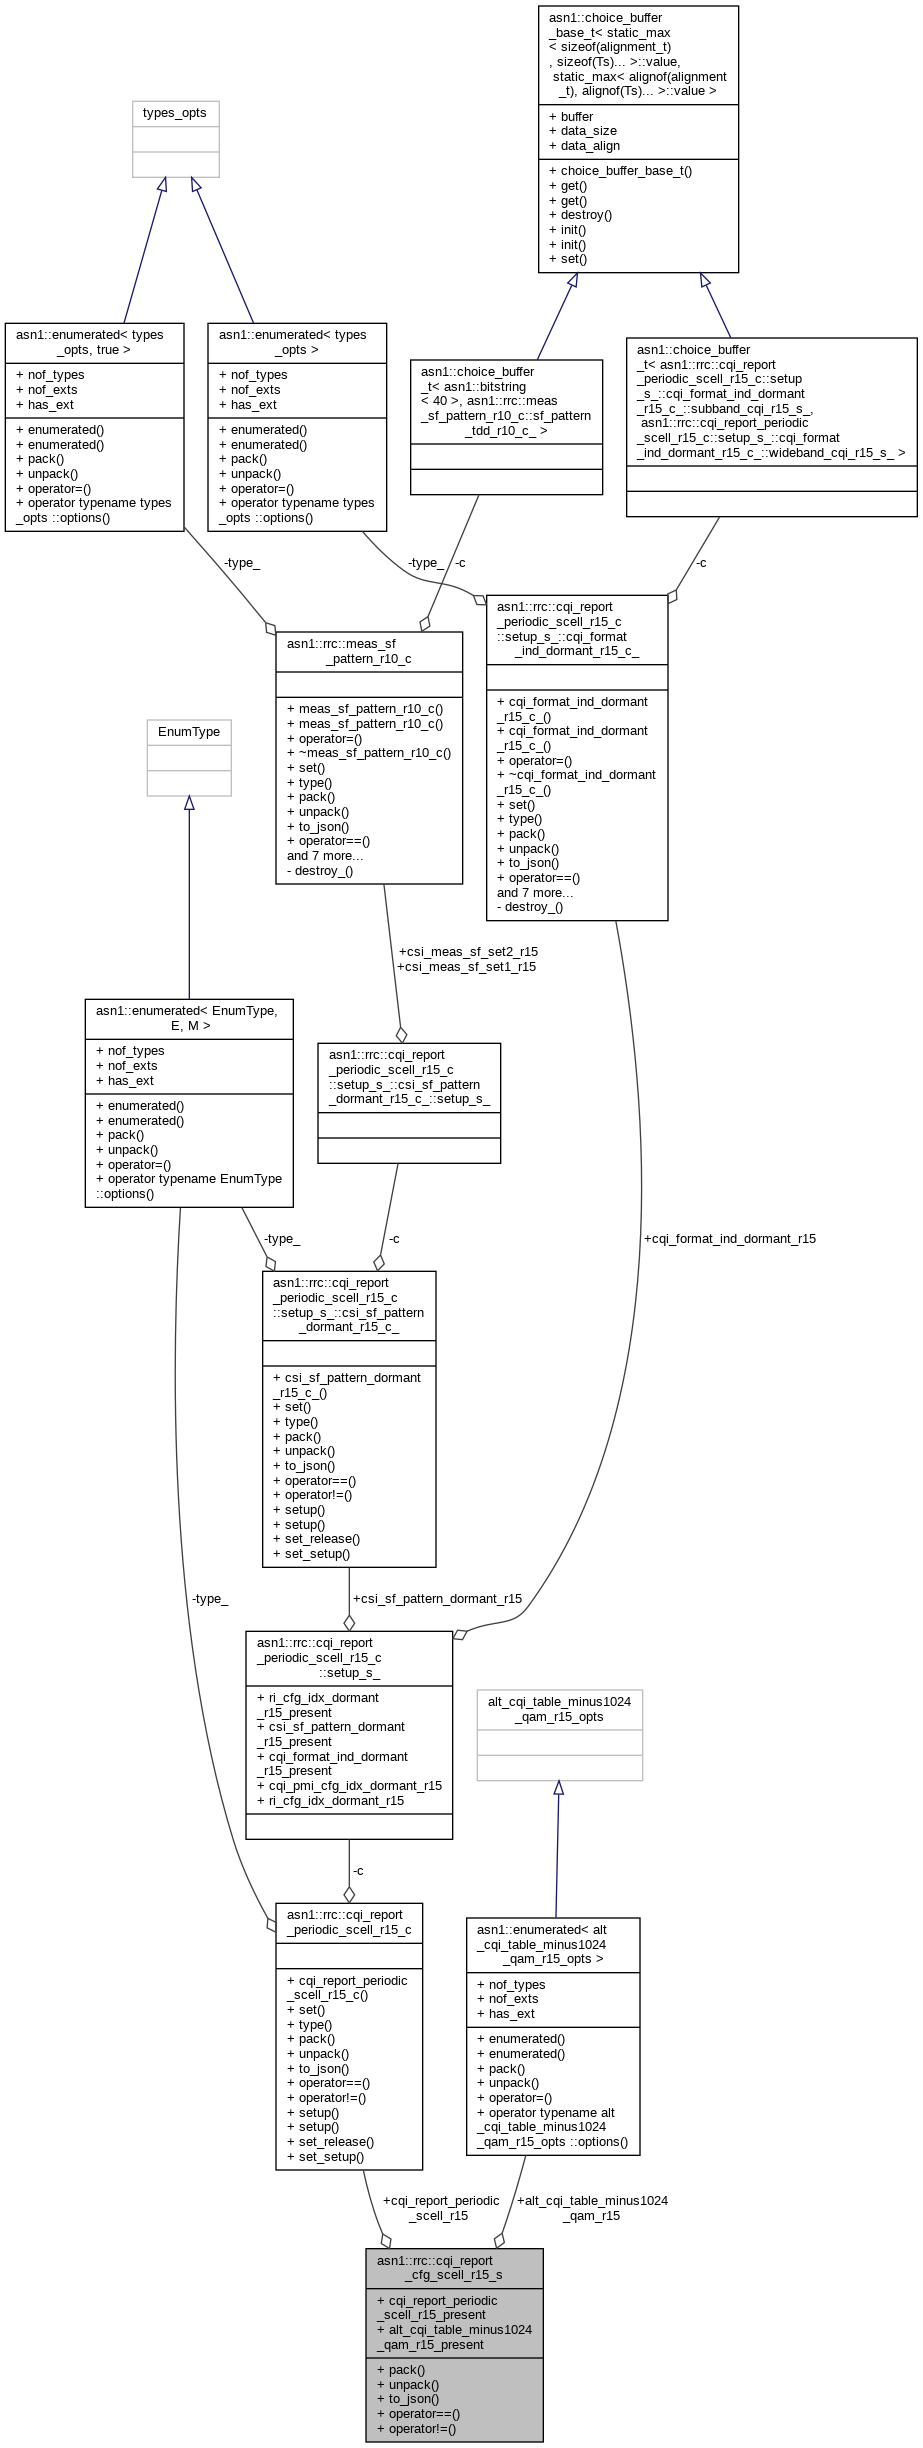 asn1::choice_buffer
_base_t< static_max
< sizeof(alignment_t)
, sizeof(Ts)... >::value,
static_max< alignof(alignment
_t), alignof(Ts)... >::value >
+ buffer
+ data_size
+ data_align
+ choice_buffer_base_t()
+ get()
+ get()
+ destroy()
+ init()
+ init()
+ set()
types_opts
asn1::enumerated< types
_opts, true >
+ nof_types
+ nof_exts
+ has_ext
+ enumerated()
+ enumerated()
+ pack()
+ unpack()
+ operator=()
+ operator typename types
_opts ::options()
asn1::enumerated< types
_opts >
+ nof_types
+ nof_exts
+ has_ext
+ enumerated()
+ enumerated()
+ pack()
+ unpack()
+ operator=()
+ operator typename types
_opts ::options()
asn1::choice_buffer
_t< asn1::bitstring
< 40 >, asn1::rrc::meas
_sf_pattern_r10_c::sf_pattern
_tdd_r10_c_ >
asn1::choice_buffer
_t< asn1::rrc::cqi_report
_periodic_scell_r15_c::setup
_s_::cqi_format_ind_dormant
_r15_c_::subband_cqi_r15_s_,
asn1::rrc::cqi_report_periodic
_scell_r15_c::setup_s_::cqi_format
_ind_dormant_r15_c_::wideband_cqi_r15_s_ >
-type_
-type_
-c
-c
asn1::rrc::meas_sf
_pattern_r10_c
+ meas_sf_pattern_r10_c()
+ meas_sf_pattern_r10_c()
+ operator=()
+ ~meas_sf_pattern_r10_c()
+ set()
+ type()
+ pack()
+ unpack()
+ to_json()
+ operator==()
and 7 more...
- destroy_()
asn1::rrc::cqi_report
_periodic_scell_r15_c
::setup_s_::cqi_format
_ind_dormant_r15_c_
+ cqi_format_ind_dormant
_r15_c_()
+ cqi_format_ind_dormant
_r15_c_()
+ operator=()
+ ~cqi_format_ind_dormant
_r15_c_()
+ set()
+ type()
+ pack()
+ unpack()
+ to_json()
+ operator==()
and 7 more...
- destroy_()
EnumType
+csi_meas_sf_set2_r15
+csi_meas_sf_set1_r15
asn1::enumerated< EnumType,
E, M >
+ nof_types
+ nof_exts
+ has_ext
+ enumerated()
+ enumerated()
+ pack()
+ unpack()
+ operator=()
+ operator typename EnumType
::options()
asn1::rrc::cqi_report
_periodic_scell_r15_c
::setup_s_::csi_sf_pattern
_dormant_r15_c_::setup_s_
-type_
-c
+cqi_format_ind_dormant_r15
asn1::rrc::cqi_report
_periodic_scell_r15_c
::setup_s_::csi_sf_pattern
_dormant_r15_c_
+ csi_sf_pattern_dormant
_r15_c_()
+ set()
+ type()
+ pack()
+ unpack()
+ to_json()
+ operator==()
+ operator!=()
+ setup()
+ setup()
+ set_release()
+ set_setup()
-type_
+csi_sf_pattern_dormant_r15
asn1::rrc::cqi_report
_periodic_scell_r15_c
::setup_s_
+ ri_cfg_idx_dormant
_r15_present
+ csi_sf_pattern_dormant
_r15_present
+ cqi_format_ind_dormant
_r15_present
+ cqi_pmi_cfg_idx_dormant_r15
+ ri_cfg_idx_dormant_r15
alt_cqi_table_minus1024
_qam_r15_opts
-c
asn1::rrc::cqi_report
_periodic_scell_r15_c
+ cqi_report_periodic
_scell_r15_c()
+ set()
+ type()
+ pack()
+ unpack()
+ to_json()
+ operator==()
+ operator!=()
+ setup()
+ setup()
+ set_release()
+ set_setup()
asn1::enumerated< alt
_cqi_table_minus1024
_qam_r15_opts >
+ nof_types
+ nof_exts
+ has_ext
+ enumerated()
+ enumerated()
+ pack()
+ unpack()
+ operator=()
+ operator typename alt
_cqi_table_minus1024
_qam_r15_opts ::options()
+cqi_report_periodic
_scell_r15
+alt_cqi_table_minus1024
_qam_r15
asn1::rrc::cqi_report
_cfg_scell_r15_s
+ cqi_report_periodic
_scell_r15_present
+ alt_cqi_table_minus1024
_qam_r15_present
+ pack()
+ unpack()
+ to_json()
+ operator==()
+ operator!=()